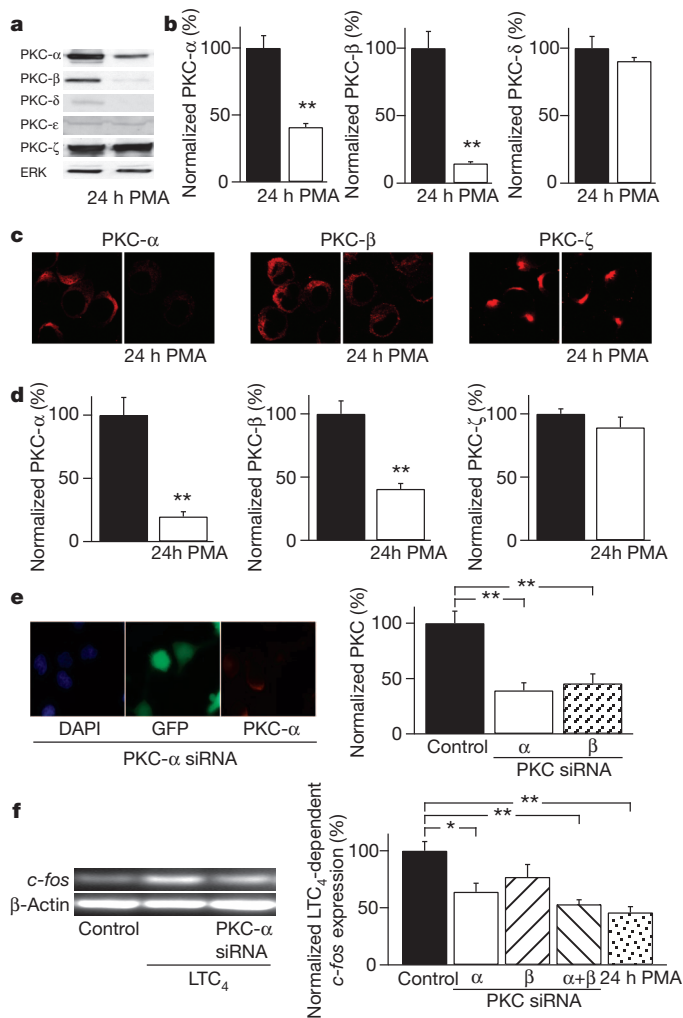 a
PKC-α
PKC-β
PKC-δ
PKC-ε
PKC-ζ
ERK
24 h PMA
b
Normalized PKC-α (%)
100
50
0
**
24 h PMA
Normalized PKC-β (%)
100
50
0
**
24 h PMA
Normalized PKC-δ (%)
100
50
0
24 h PMA
c
PKC-α
24 h PMA
PKC-β
24 h PMA
PKC-ζ
24 h PMA
d
Normalized PKC-α (%)
100
50
0
**
24h PMA
Normalized PKC-β (%)
100
50
0
**
24h PMA
Normalized PKC-ζ (%)
100
50
0
24h PMA
e
DAPI
GFP
PKC-α
PKC-α siRNA
Normalized PKC (%)
100
50
0
**
**
Control
α
β
PKC siRNA
f
c-fos
β-Actin
Control
PKC-α
siRNA
LTC4
Normalized LTC4-dependent
c-fos expression (%)
100
50
0
**
**
*
Control
α
β
α+β
24 h PMA
PKC siRNA